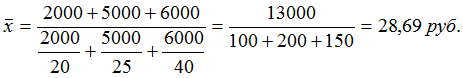 x̄ = (2000 + 5000 + 6000) / (2000/20 + 5000/25 + 6000/40) = 13000 / (100 + 200 + 150) = 28,69 руб.